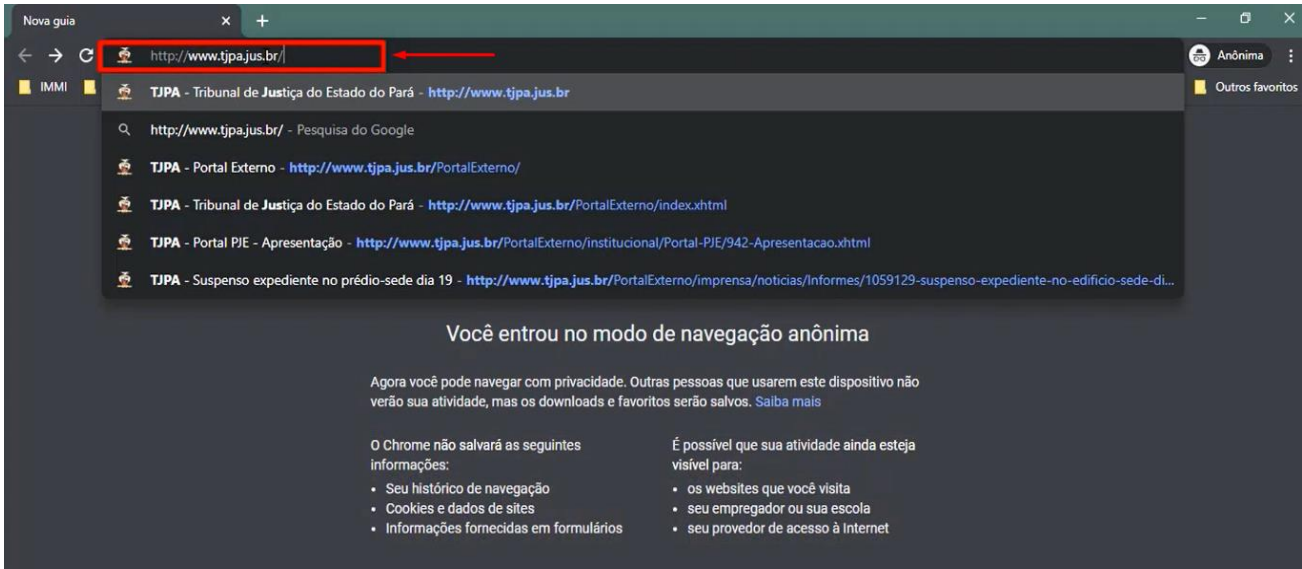 Nova guia
http://www.tjpa.jus.br/
Anônima
IMMI
Outros favoritos
TJPA - Tribunal de Justiça do Estado do Pará - http://www.tjpa.jus.br
http://www.tjpa.jus.br/ - Pesquisa do Google
TJPA - Portal Externo - http://www.tjpa.jus.br/PortalExterno/
TJPA - Tribunal de Justiça do Estado do Pará - http://www.tjpa.jus.br/PortalExterno/index.xhtml
TJPA - Portal PJE - Apresentação - http://www.tjpa.jus.br/PortalExterno/institucional/Portal-PJE/942-Apresentacao.xhtml
TJPA - Suspenso expediente no prédio-sede dia 19 - http://www.tjpa.jus.br/PortalExterno/imprensa/noticias/Informes/1059129-suspenso-expediente-no-edificio-sede-di...
Você entrou no modo de navegação anônima
Agora você pode navegar com privacidade. Outras pessoas que usarem este dispositivo não
verão sua atividade, mas os downloads e favoritos serão salvos. Saiba mais
O Chrome não salvará as seguintes
informações:
• Seu histórico de navegação
• Cookies e dados de sites
• Informações fornecidas em formulários
É possível que sua atividade ainda esteja
visível para:
• os websites que você visita
• seu empregador ou sua escola
• seu provedor de acesso à Internet